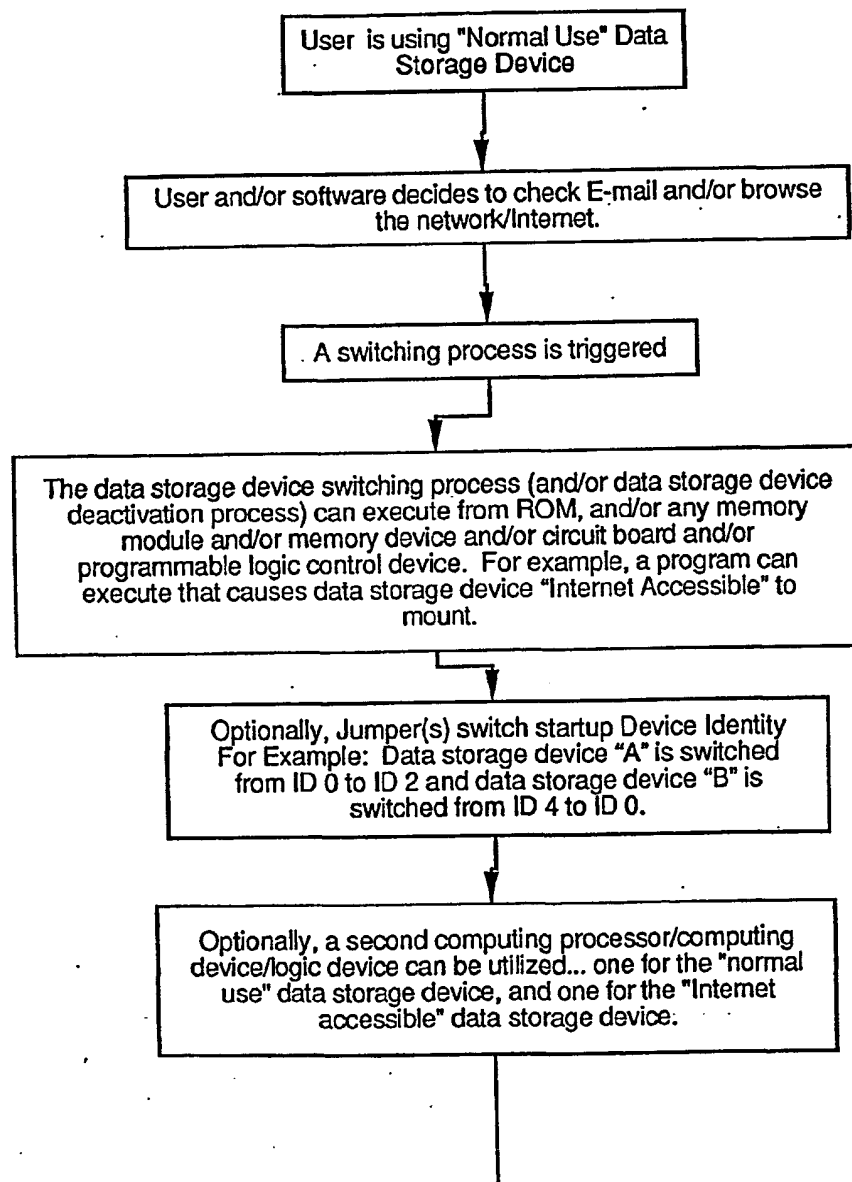 User is using "Normal Use" Data
Storage Device
User and/or software decides to check E-mail and/or browse
the network/Internet.
A switching process is triggered
The data storage device switching process (and/or data storage device
deactivation process) can execute from ROM, and/or any memory
module and/or memory device and/or circuit board and/or
programmable logic control device. For example, a program can
execute that causes data storage device "Internet Accessible" to
mount.
Optionally, Jumper(s) switch startup Device Identity
For Example: Data storage device "A" is switched
from ID 0 to ID 2 and data storage device "B" is
switched from ID 4 to ID 0.
Optionally, a second computing processor/computing
device/logic device can be utilized... one for the "normal
use" data storage device, and one for the "Internet
accessible" data storage device.